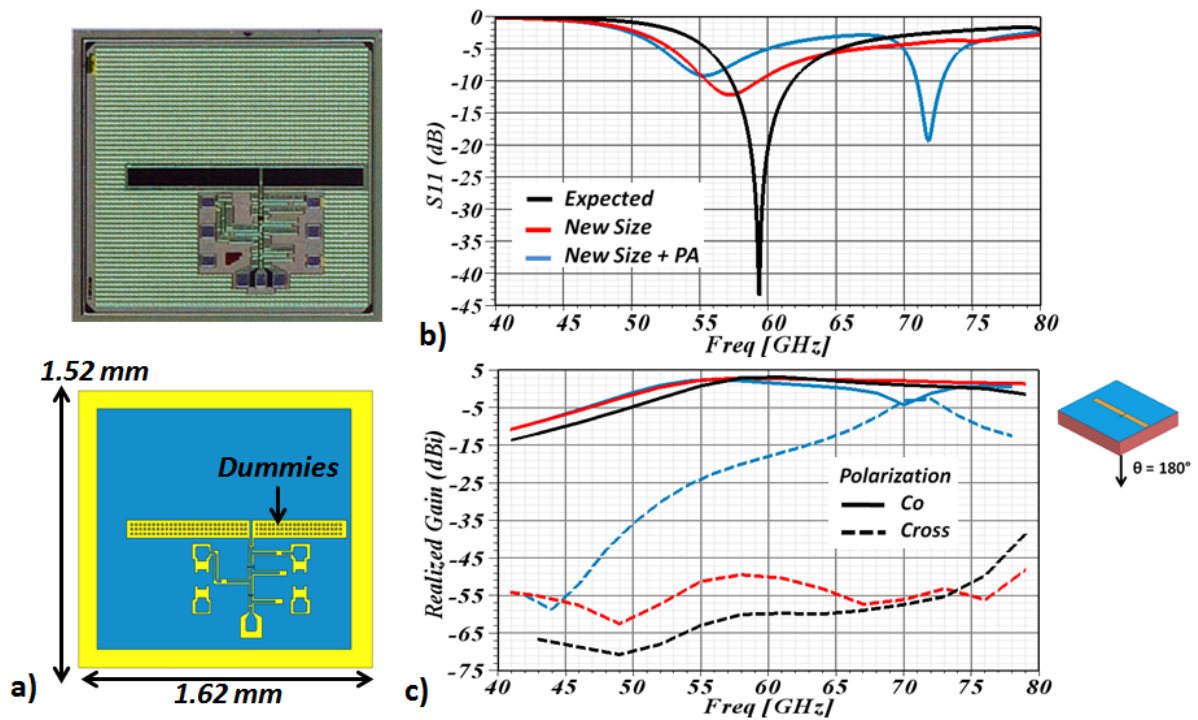 b)
S11 (dB)
0
-5
-10
-15
-20
-25
-30
-35
-40
-45
Expected
New Size
New Size + PA
40 45 50 55 60 65 70 75 80
Freq [GHz]
a)
1.52 mm
Dummies
1.62 mm
c)
Realized Gain (dBi)
5
-5
-15
-25
-35
-45
-55
-65
-75
Polarization
Co
Cross
40 45 50 55 60 65 70 75 80
Freq [GHz]
θ = 180°